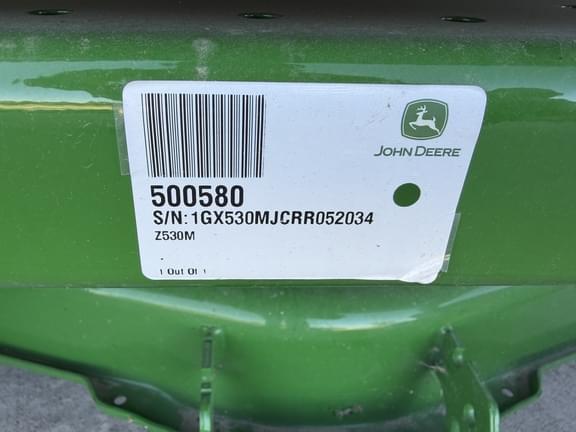 JOHN DEERE
500580
S/N: 1GX530MJCRR052034
Z530M
1 Out Of 1